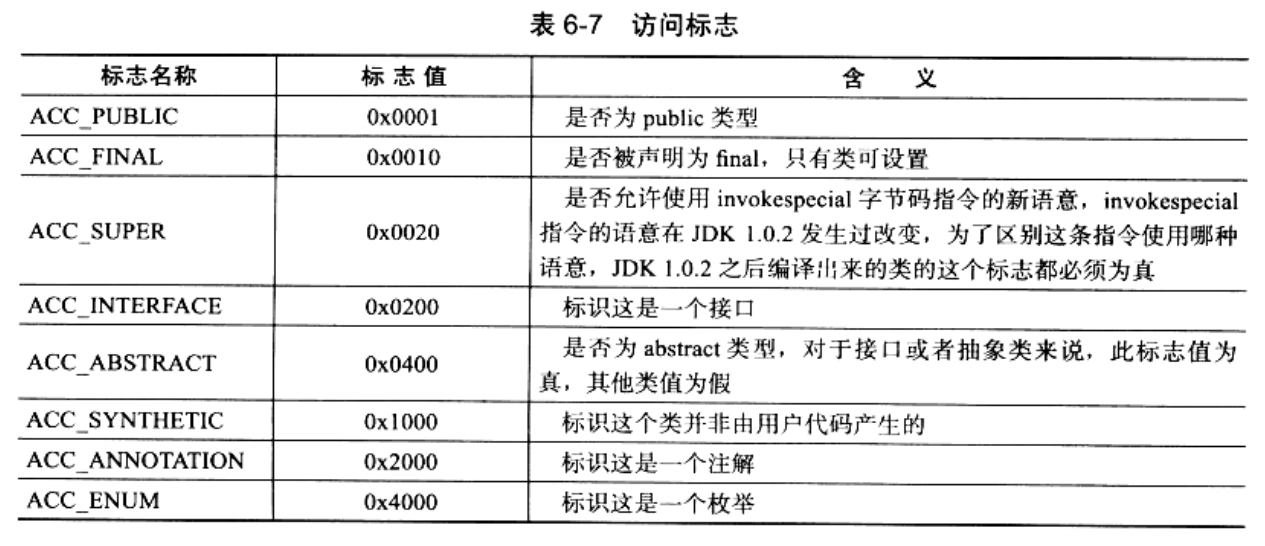 表 6-7 访问标志
标志名称 标 志 值 含 义
ACC_PUBLIC 0x0001 是否为 public 类型
ACC_FINAL 0x0010 是否被声明为 final，只有类可设置
ACC_SUPER 0x0020 是否允许使用 invokespecial 字节码指令的新语意，invokespecial
指令的语意在 JDK 1.0.2 发生过改变，为了区别这条指令使用哪种
语意，JDK 1.0.2 之后编译出来的类的这个标志都必须为真
ACC_INTERFACE 0x0200 标识这是一个接口
ACC_ABSTRACT 0x0400 是否为 abstract 类型，对于接口或者抽象类来说，此标志值为
真，其他类值为假
ACC_SYNTHETIC 0x1000 标识这个类并非由用户代码产生的
ACC_ANNOTATION 0x2000 标识这是一个注解
ACC_ENUM 0x4000 标识这是一个枚举